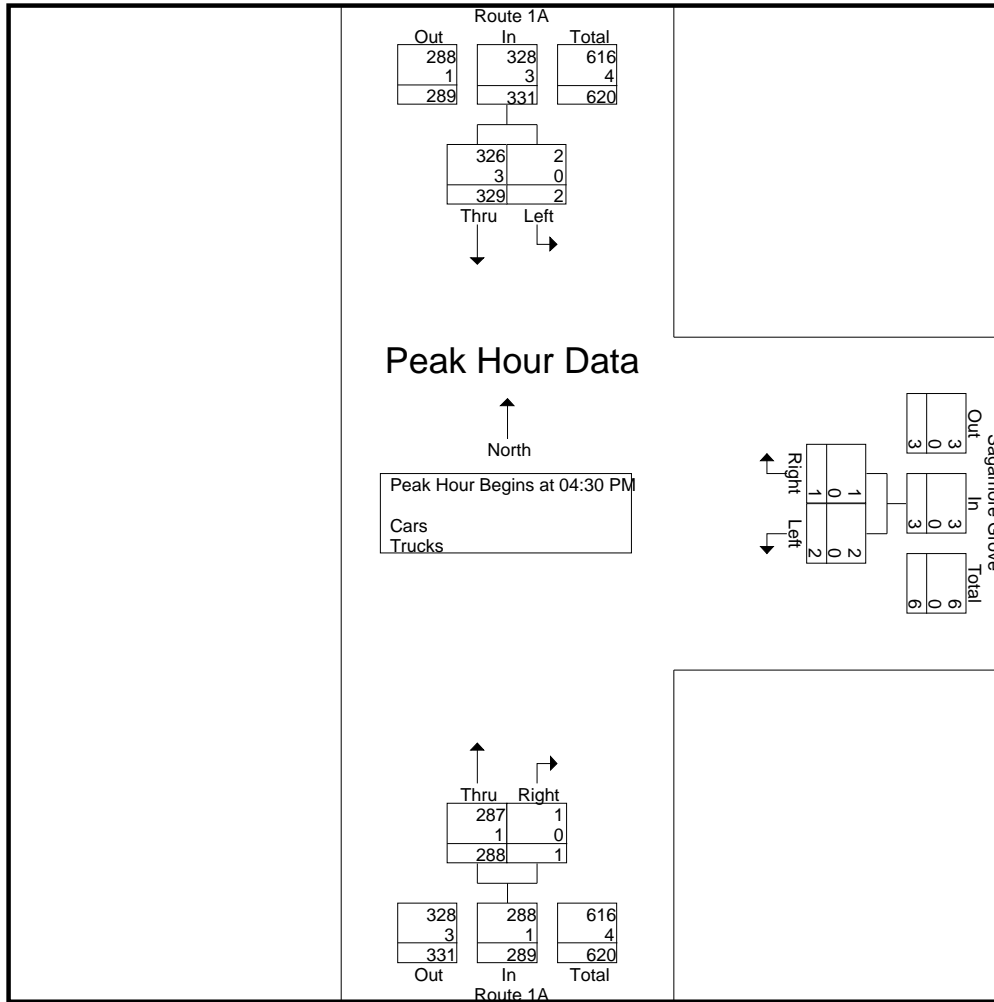 Route 1A
Out In Total
288 328 616
1 3 4
289 331 620
326 2
3 0
329 2
Thru Left
Peak Hour Data
North
Peak Hour Begins at 04:30 PM
Cars
Trucks
Right Left
1 2
0 0
1 2
Sagamore Grove
Out In Total
3 3 6
0 0 0
3 3 6
Thru Right
287 1
1 0
288 1
328 288 616
3 1 4
331 289 620
Out In Total
Route 1A